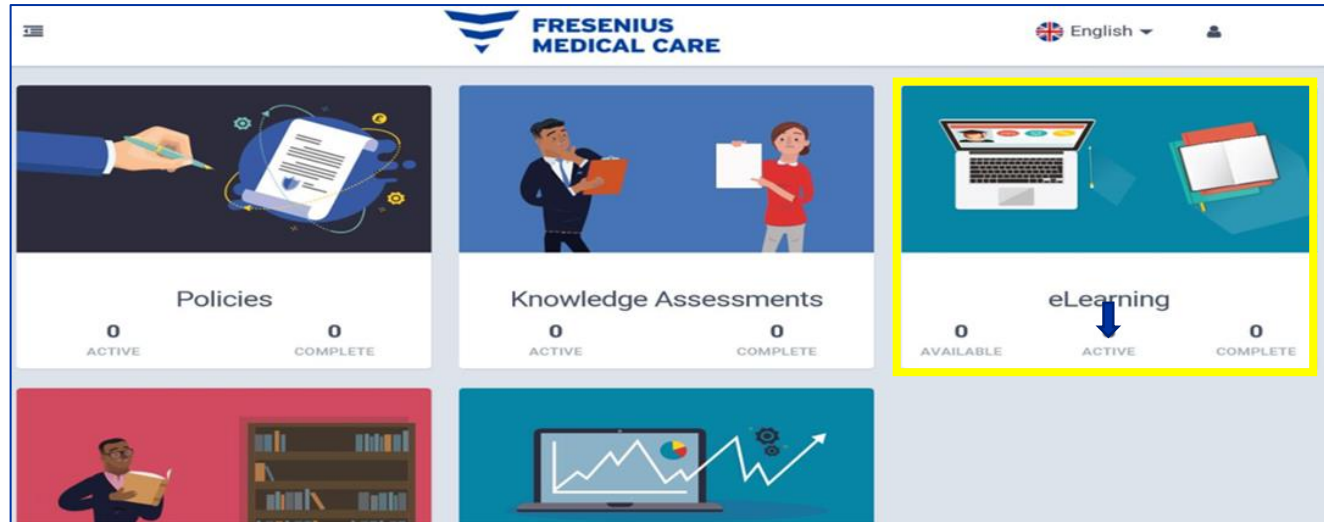 FRESENIUS
MEDICAL CARE
English
Policies
0 0
ACTIVE COMPLETE
Knowledge Assessments
0 0
ACTIVE COMPLETE
eLearning
0 0
AVAILABLE ACTIVE COMPLETE